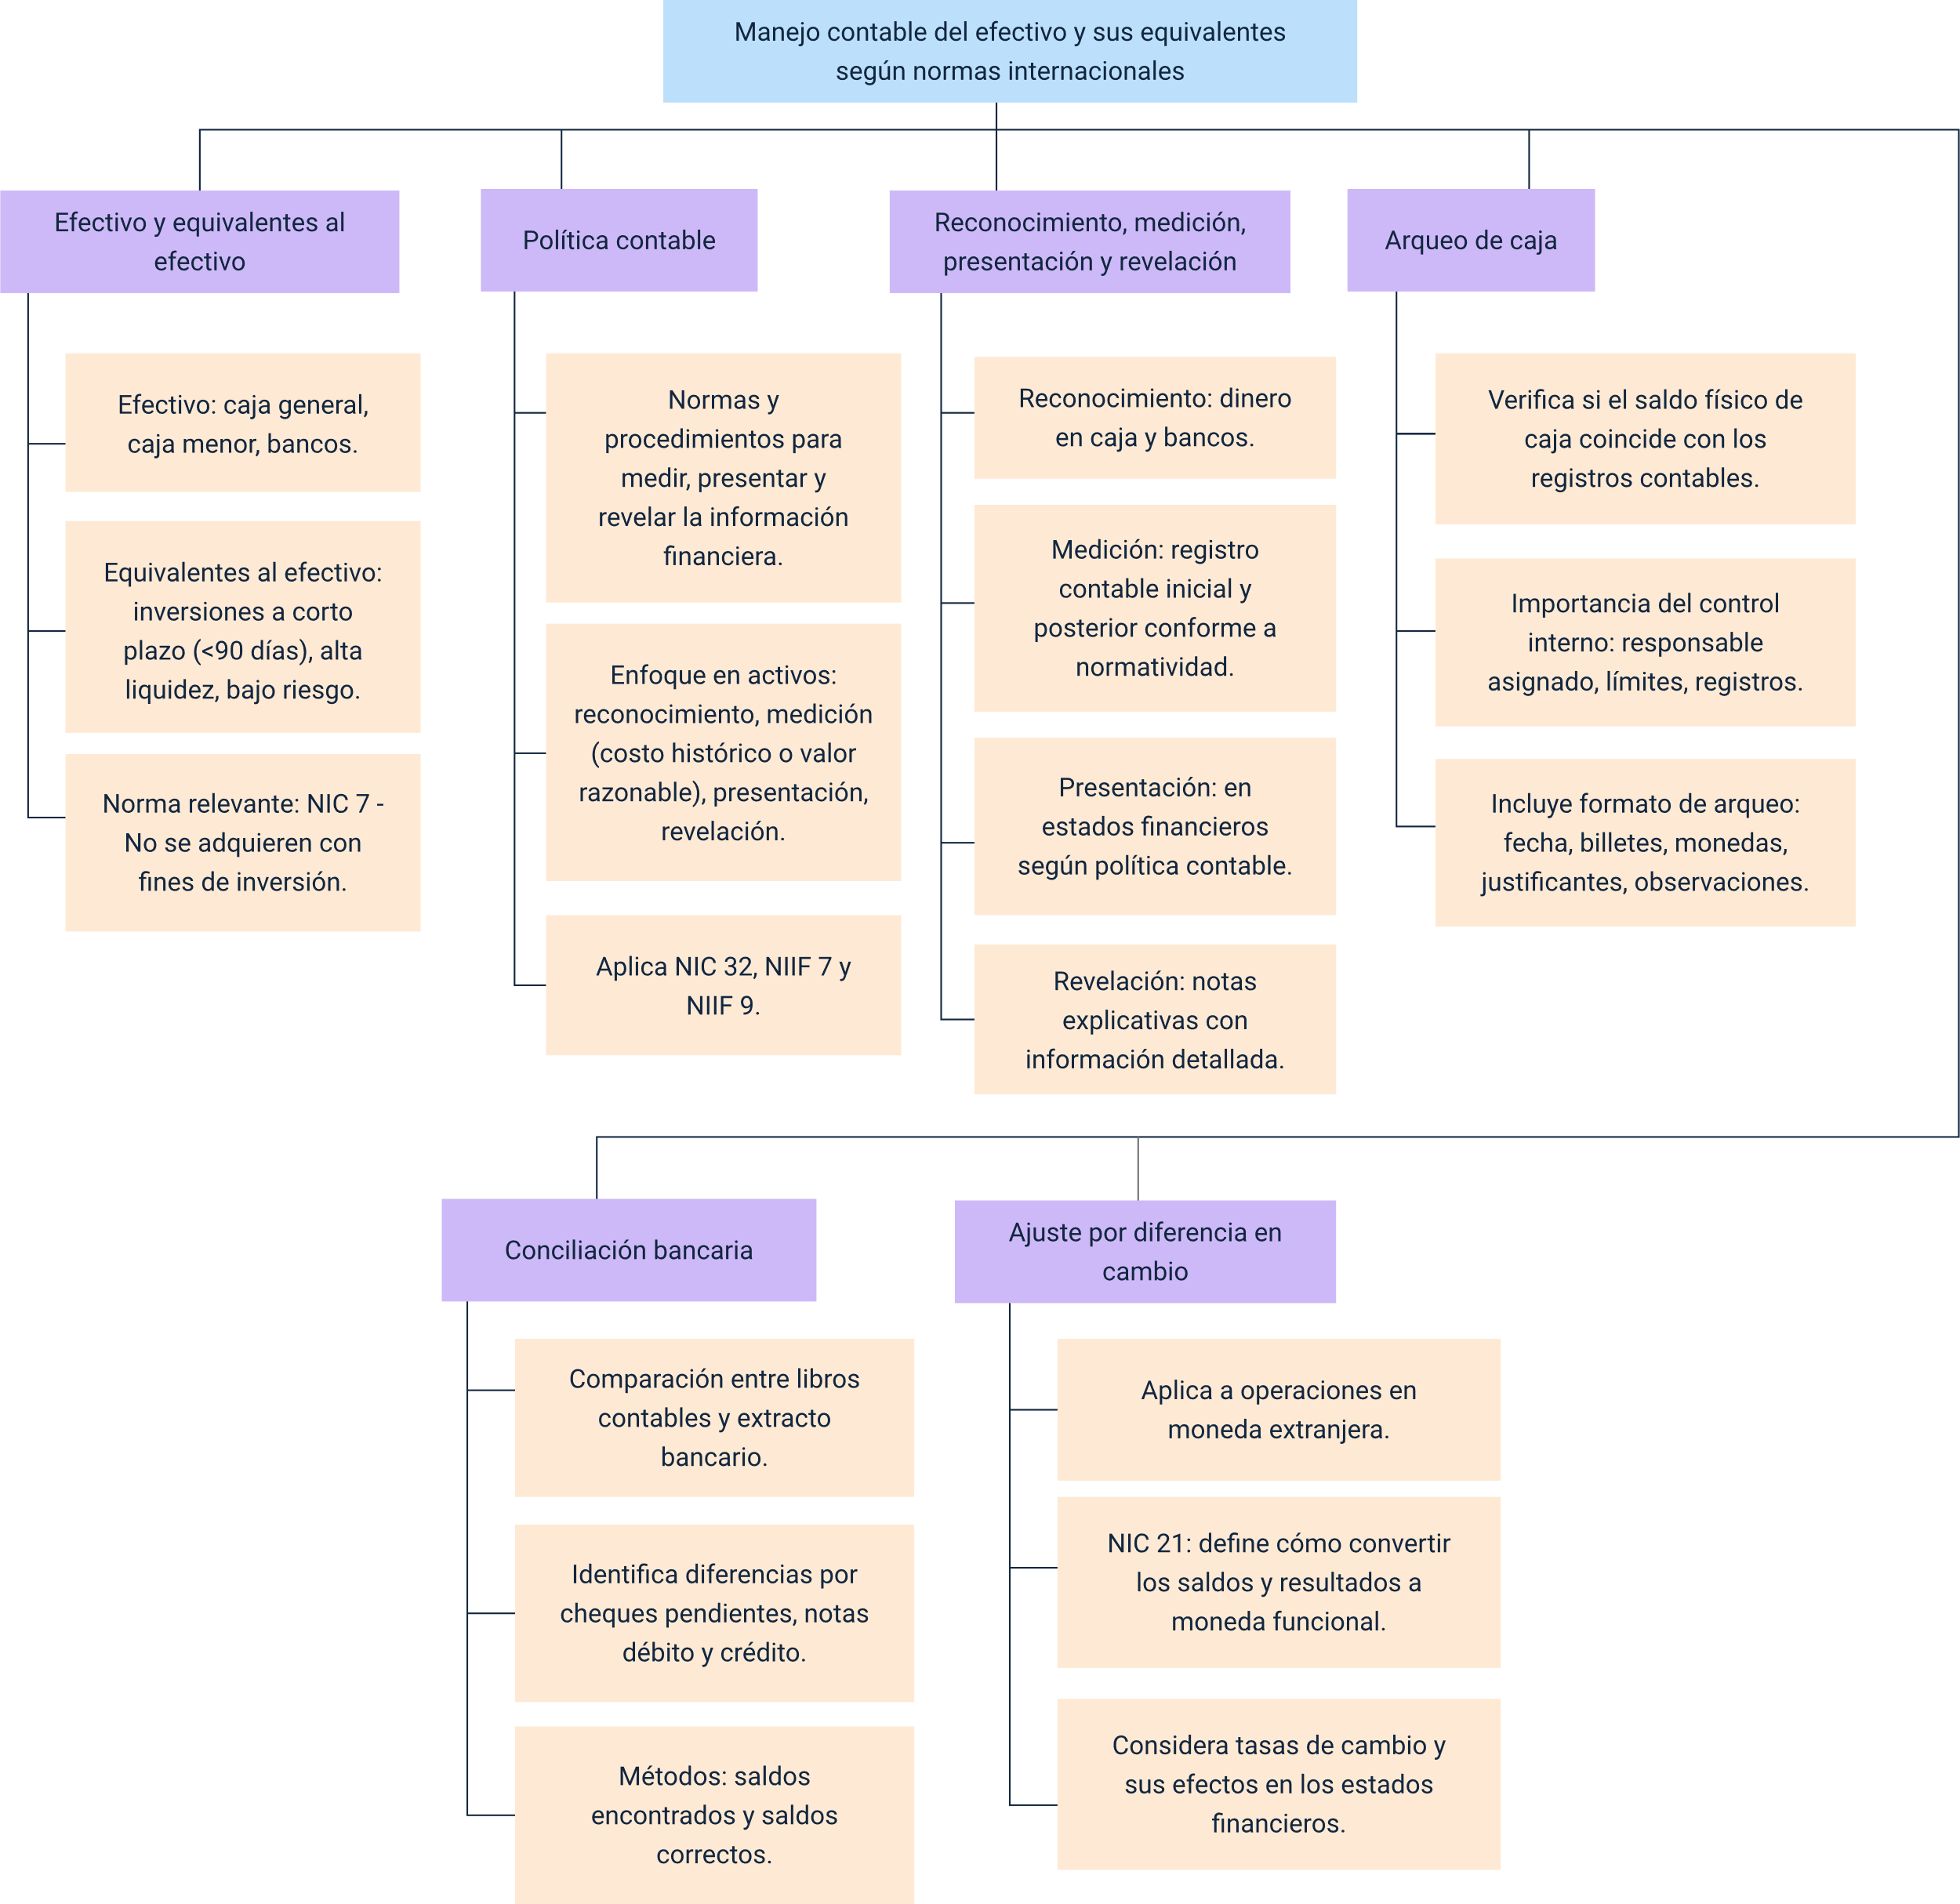 Manejo contable del efectivo y sus equivalentes
según normas internacionales
Efectivo y equivalentes al
efectivo
Efectivo: caja general,
caja menor, bancos.
Equivalentes al efectivo:
inversiones a corto
plazo (<90 días), alta
liquidez, bajo riesgo.
Norma relevante: NIC 7 -
No se adquieren con
fines de inversión.
Política contable
Normas y
procedimientos para
medir, presentar y
revelar la información
financiera.
Enfoque en activos:
reconocimiento, medición
(costo histórico o valor
razonable), presentación,
revelación.
Aplica NIC 32, NIIF 7 y
NIIF 9.
Reconocimiento, medición,
presentación y revelación
Reconocimiento: dinero
en caja y bancos.
Medición: registro
contable inicial y
posterior conforme a
normatividad.
Presentación: en
estados financieros
según política contable.
Revelación: notas
explicativas con
información detallada.
Arqueo de caja
Verifica si el saldo físico de
caja coincide con los
registros contables.
Importancia del control
interno: responsable
asignado, límites, registros.
Incluye formato de arqueo:
fecha, billetes, monedas,
justificantes, observaciones.
Conciliación bancaria
Comparación entre libros
contables y extracto
bancario.
Identifica diferencias por
cheques pendientes, notas
débito y crédito.
Métodos: saldos
encontrados y saldos
correctos.
Ajuste por diferencia en
cambio
Aplica a operaciones en
moneda extranjera.
NIC 21: define cómo convertir
los saldos y resultados a
moneda funcional.
Considera tasas de cambio y
sus efectos en los estados
financieros.